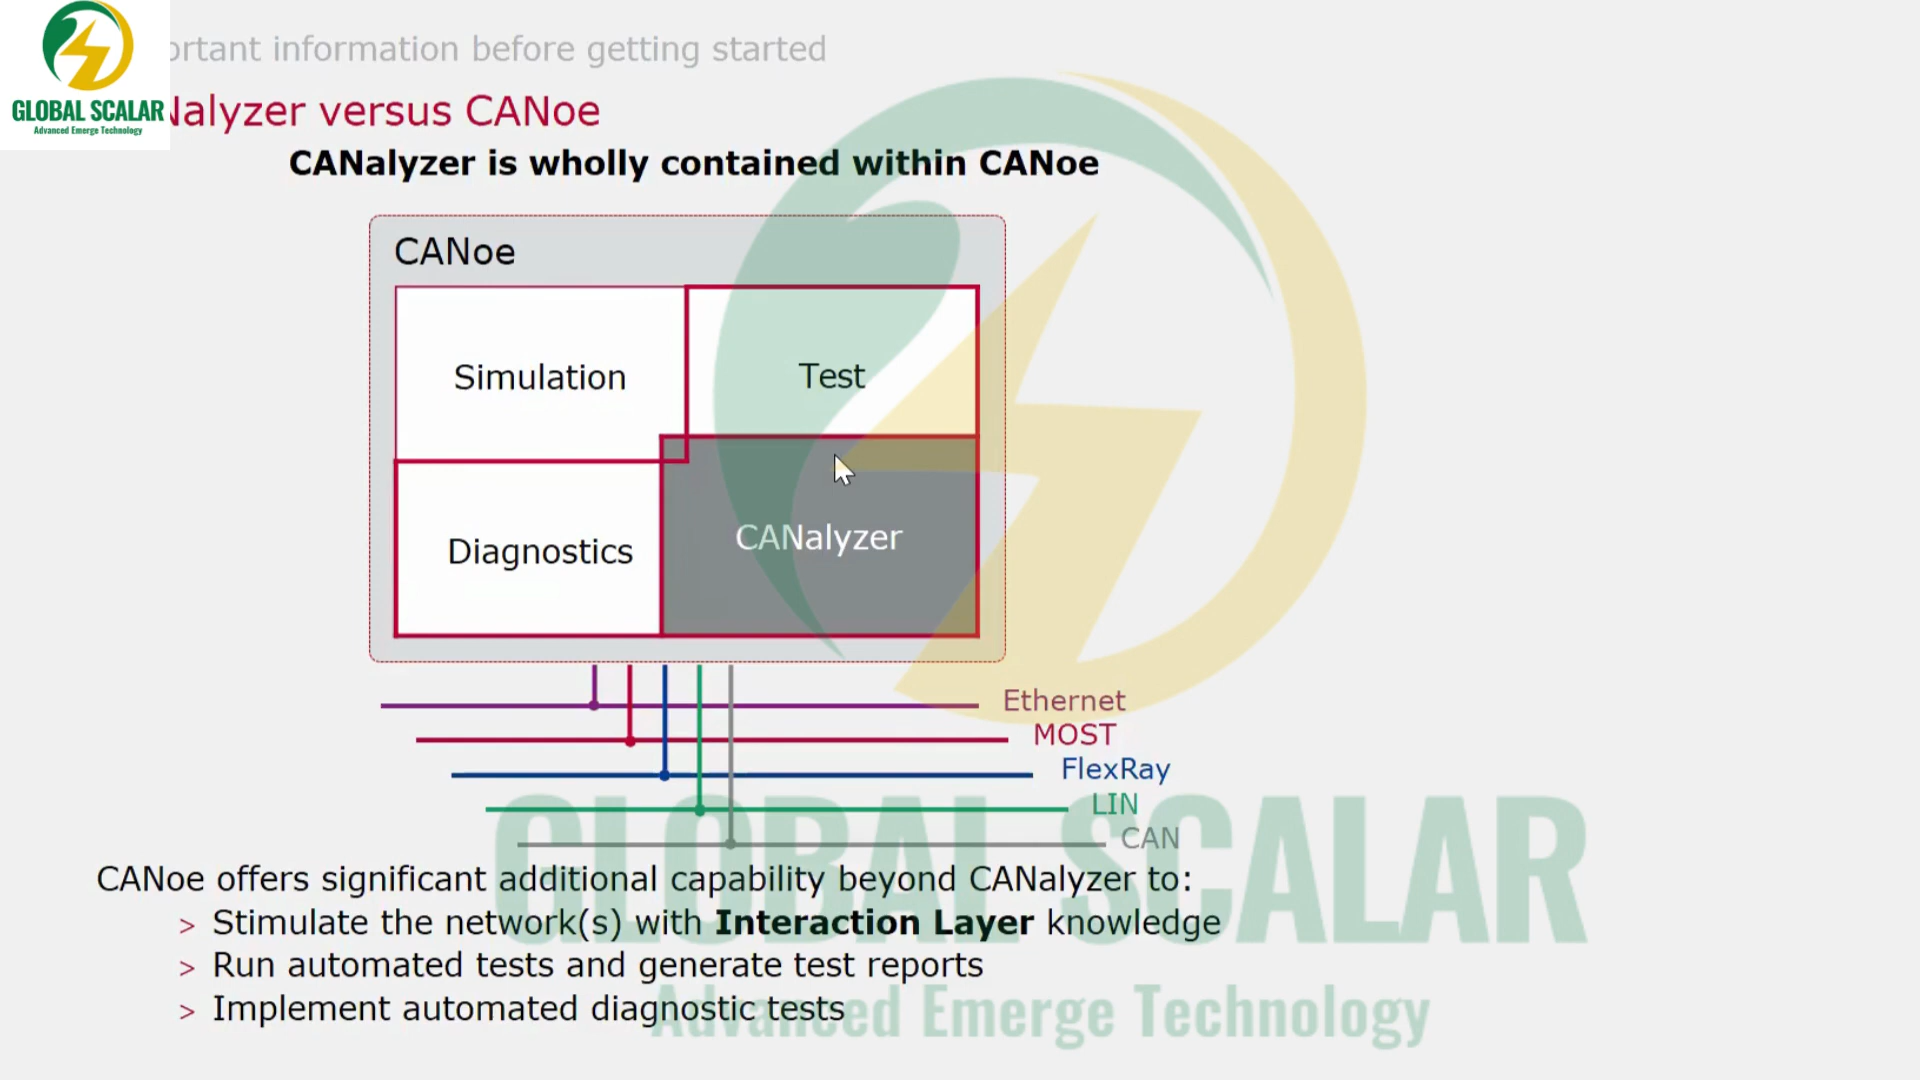 GLOBAL SCALAR
Advanced Emerge Technology
ortant information before getting started
Nalyzer versus CANoe
CANalyzer is wholly contained within CANoe
CANoe
Simulation
Test
Diagnostics
CANalyzer
Ethernet
MOST
FlexRay
LIN
CAN
GLOBAL SCALAR
CANoe offers significant additional capability beyond CANalyzer to:
> Stimulate the network(s) with Interaction Layer knowledge
> Run automated tests and generate test reports
> Implement automated diagnostic tests
Advanced Emerge Technology